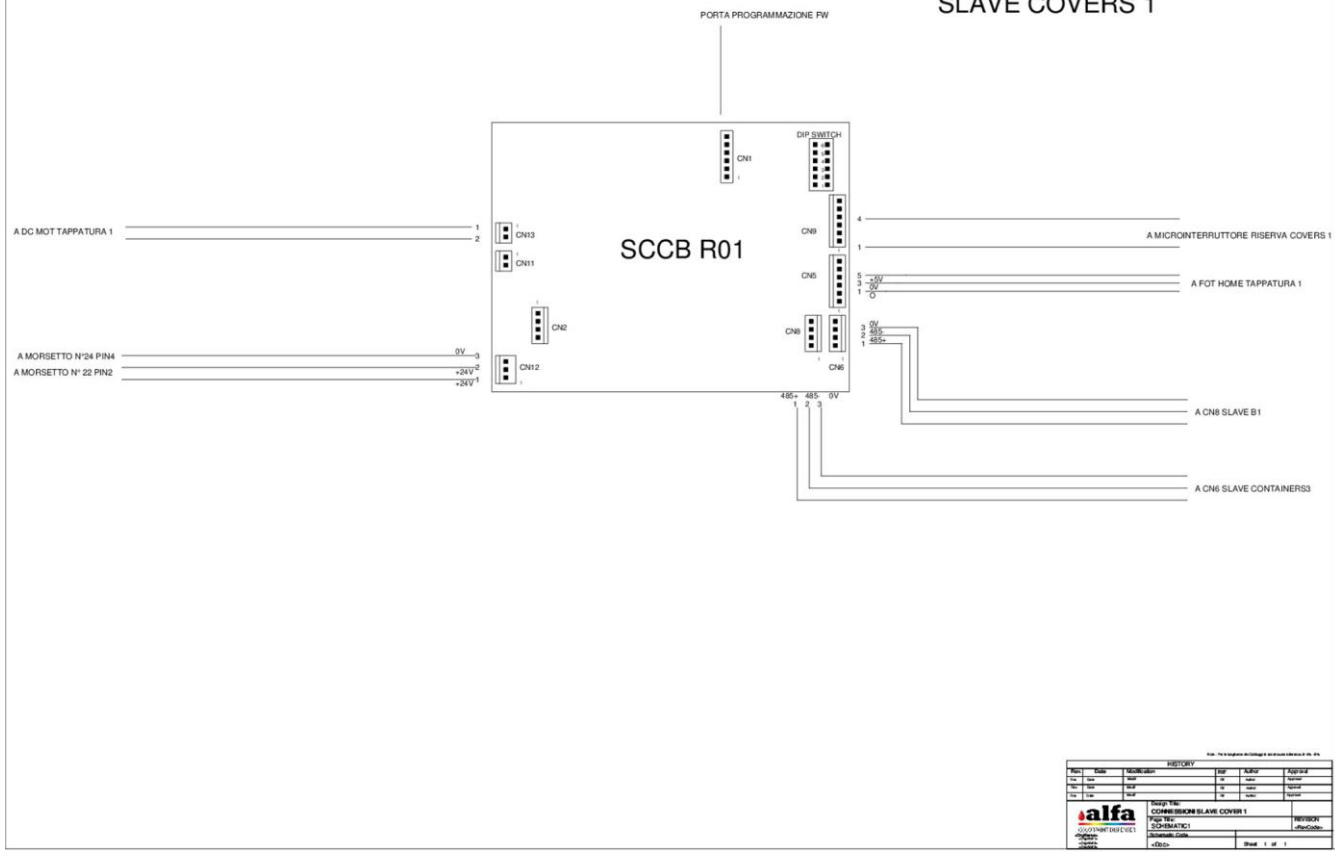 SLAVE COVERS 1
PORTA PROGRAMMAZIONE FW
DIP SWITCH
CN1
1
A DC MOT TAPPATURA 1
1
2
CN13
CN11
SCCB R01
CN9
4
1
A MICROINTERRUTTORE RISERVA COVERS 1
CN5
5
3
1
+5V
0V
O
A FOT HOME TAPPATURA 1
CN2
CN8
CN6
3 0V
2 485-
1 485+
A MORSETTO N°24 PIN4
0V 3
A MORSETTO N° 22 PIN2
2
+24V
1
+24V
CN12
485+ 485- 0V
1 2 3
A CN8 SLAVE B1
A CN6 SLAVE CONTAINERS3
HISTORY
Rev. Date Modification REF Author Approval
alfa
Design Title:
CONNESSIONI SLAVE COVER 1
Page Title:
SCHEMATIC1
REVISION
<RevCode>
Schematic Code
<Doc>
Sheet 1 of 1